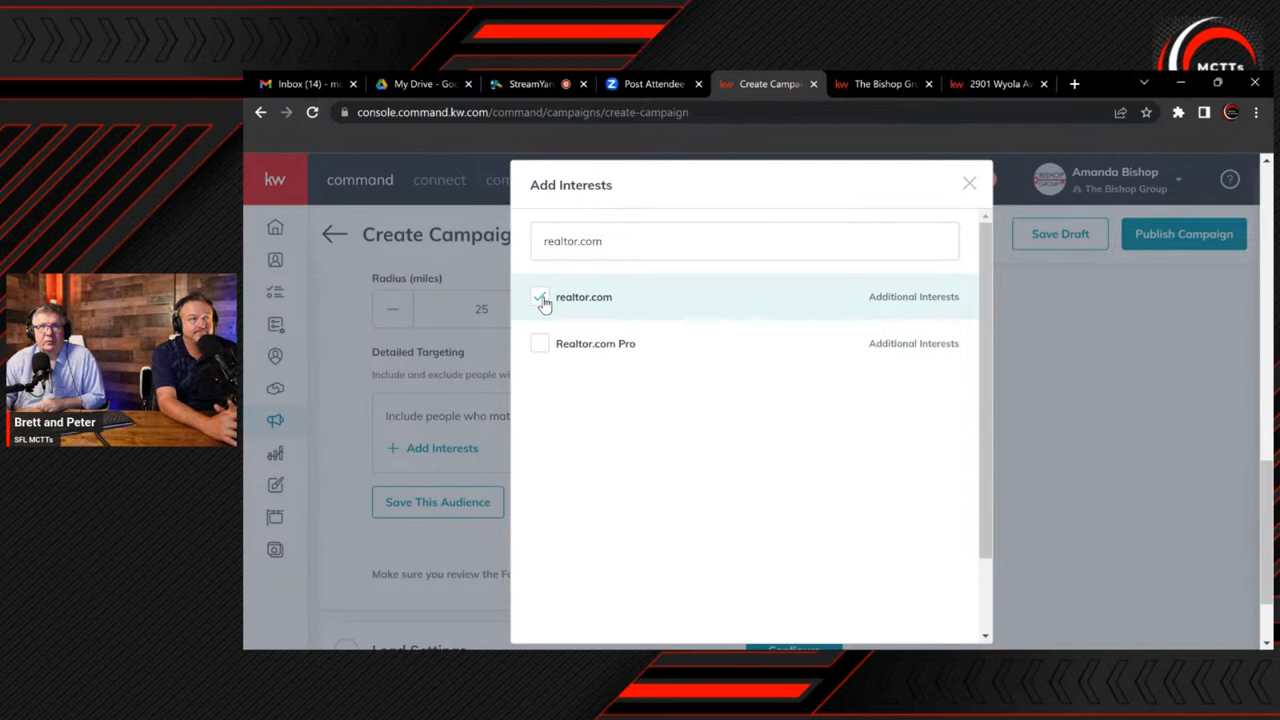 MCTTs
Inbox (14) - m
My Drive - Goo
StreamYar
Post Attendee
Create Campai
The Bishop Gr
2901 Wyola Av
console.command.kw.com/command/campaigns/create-campaign
kw
command
connect
Amanda Bishop
The Bishop Group
?
Create Campaig
Save Draft
Publish Campaign
Add Interests
realtor.com
realtor.com
Additional Interests
Realtor.com Pro
Additional Interests
Radius (miles)
25
Detailed Targeting
Include and exclude people w
Include people who mat
+ Add Interests
Save This Audience
Make sure you review the F
Lead Settings
Configure
Brett and Peter
SFL MCTTs